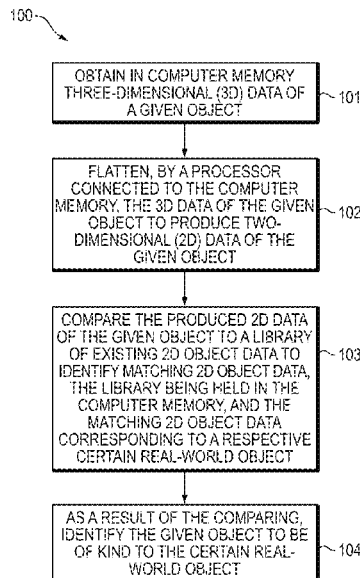 100
OBTAIN IN COMPUTER MEMORY
THREE-DIMENSIONAL (3D) DATA OF
A GIVEN OBJECT
101
FLATTEN, BY A PROCESSOR
CONNECTED TO THE COMPUTER
MEMORY, THE 3D DATA OF THE GIVEN
OBJECT TO PRODUCE TWO-
DIMENSIONAL (2D) DATA OF THE
GIVEN OBJECT
102
COMPARE THE PRODUCED 2D DATA
OF THE GIVEN OBJECT TO A LIBRARY
OF EXISTING 2D OBJECT DATA TO
IDENTIFY MATCHING 2D OBJECT DATA,
THE LIBRARY BEING HELD IN THE
COMPUTER MEMORY, AND THE
MATCHING 2D OBJECT DATA
CORRESPONDING TO A RESPECTIVE
CERTAIN REAL-WORLD OBJECT
103
AS A RESULT OF THE COMPARING,
IDENTIFY THE GIVEN OBJECT TO BE
OF KIND TO THE CERTAIN REAL-
WORLD OBJECT
104